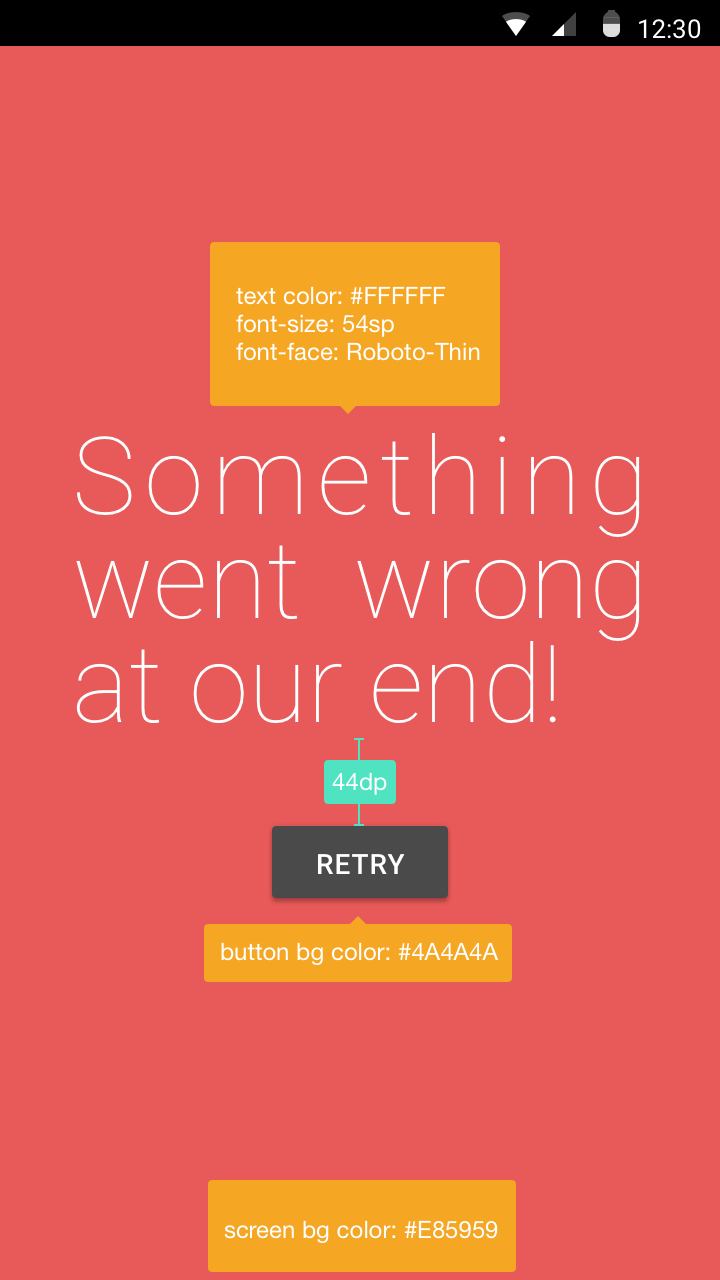 12:30
text color: #FFFFFF
font-size: 54sp
font-face: Roboto-Thin
Something
went wrong
at our end!
44dp
RETRY
button bg color: #4A4A4A
screen bg color: #E85959